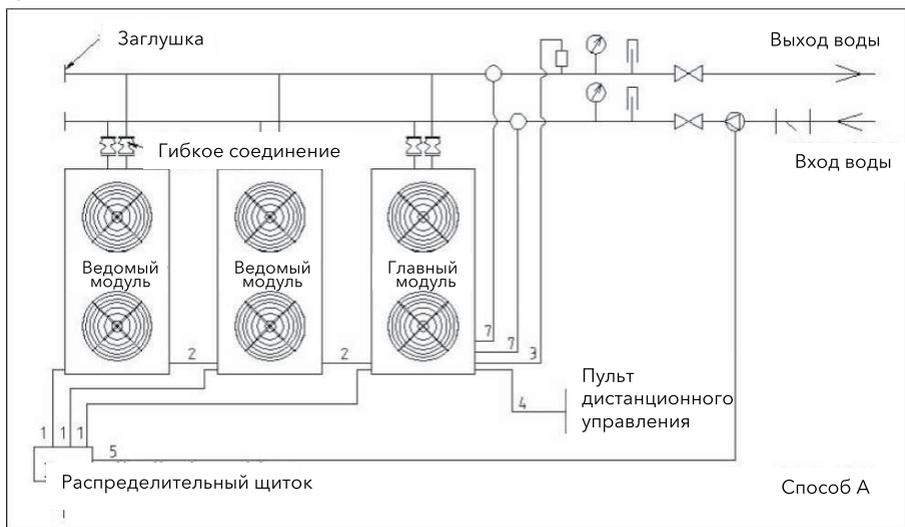 Заглушка
Выход воды
Гибкое соединение
Вход воды
Ведомый
модуль
Ведомый
модуль
Главный
модуль
7
7
3
2
2
4
Пульт
дистанционного
управления
1 1 1
5
Распределительный щиток
Способ А